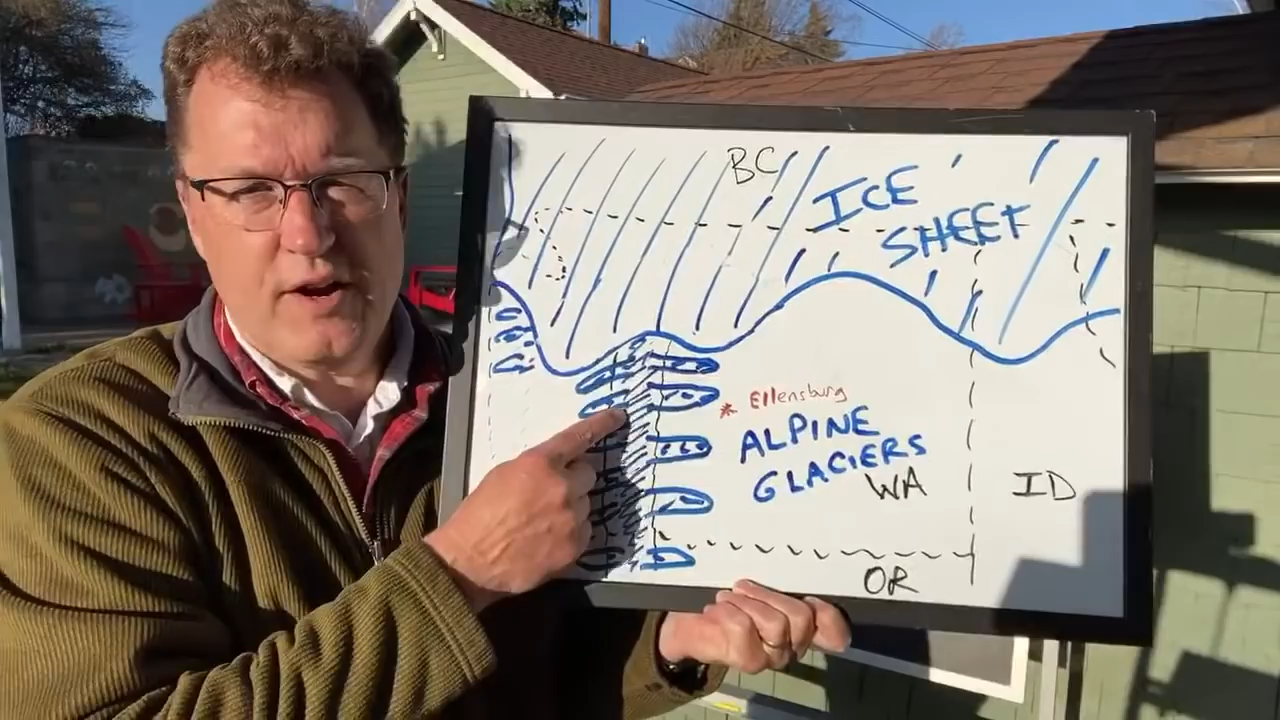 BC
ICE
SHEET
* Ellensburg
ALPINE
GLACIERS
WA
ID
OR